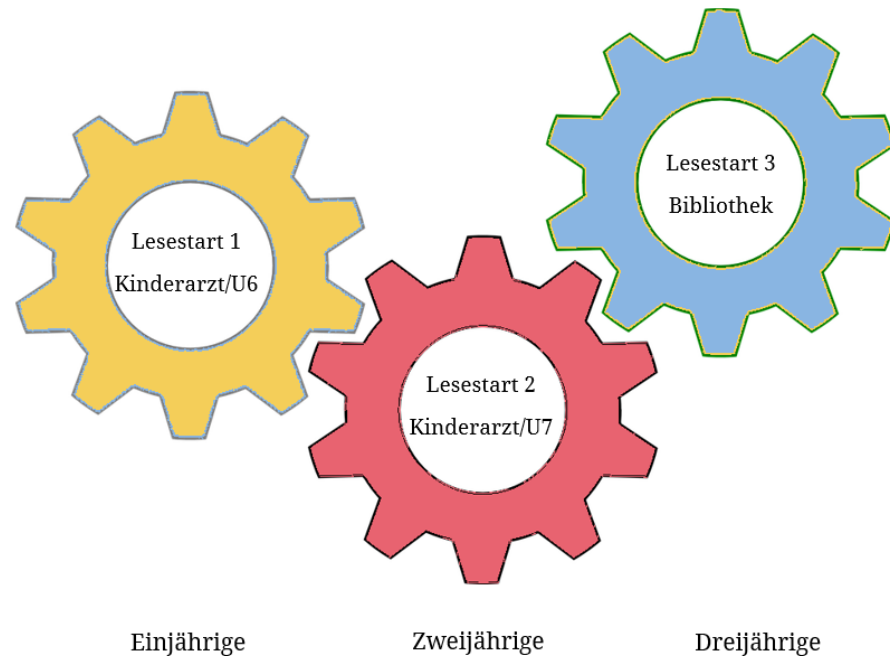 Lesestart 1
Kinderarzt/U6
Lesestart 2
Kinderarzt/U7
Lesestart 3
Bibliothek
Einjährige
Zweijährige
Dreijährige